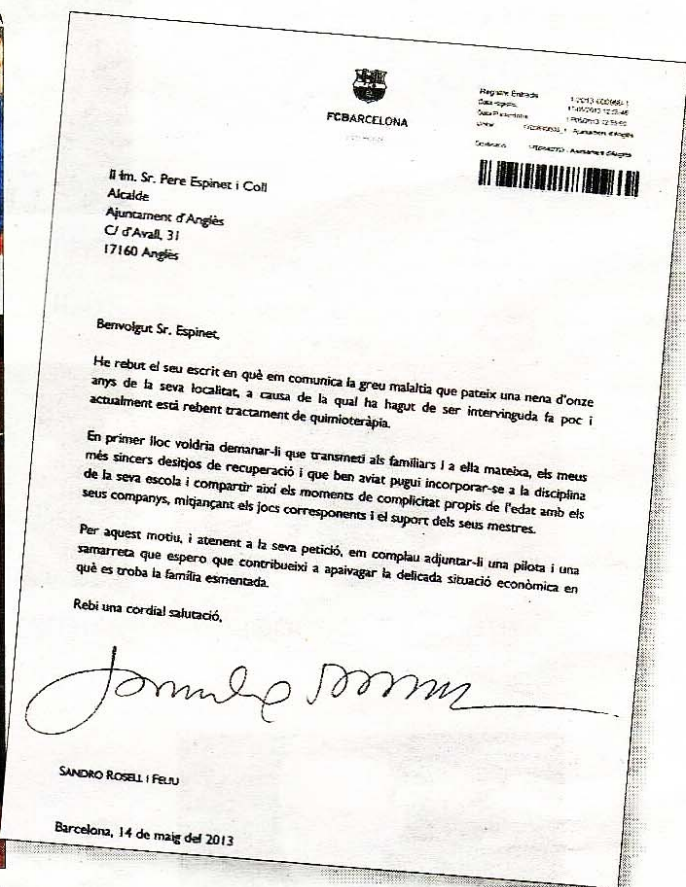 FCBARCELONA
Registre Entrada
Data registre
Il·lm. Sr. Pere Espinet i Coll
Alcalde
Ajuntament d'Anglès
C/ d'Avall, 31
17160 Anglès
Benvolgut Sr. Espinet,
He rebut el seu escrit en què em comunica la greu malaltia que pateix una nena d'onze
anys de la seva localitat, a causa de la qual ha hagut de ser intervinguda fa poc i
actualment està rebent tractament de quimioteràpia.
En primer lloc voldria demanar-li que transmeti als familiars i a ella mateixa, els meus
més sincers desitjos de recuperació i que ben aviat pugui incorporar-se a la disciplina
de la seva escola i compartir així els moments de complicitat propis de l'edat amb els
seus companys, mitjançant els jocs corresponents i el suport dels seus mestres.
Per aquest motiu, i atenent a la seva petició, em complau adjuntar-li una pilota i una
samarreta que espero que contribueixi a apaivagar la delicada situació econòmica en
què es troba la família esmentada.
Rebi una cordial salutació,
SANDRO ROSELL I FELIU
Barcelona, 14 de maig del 2013